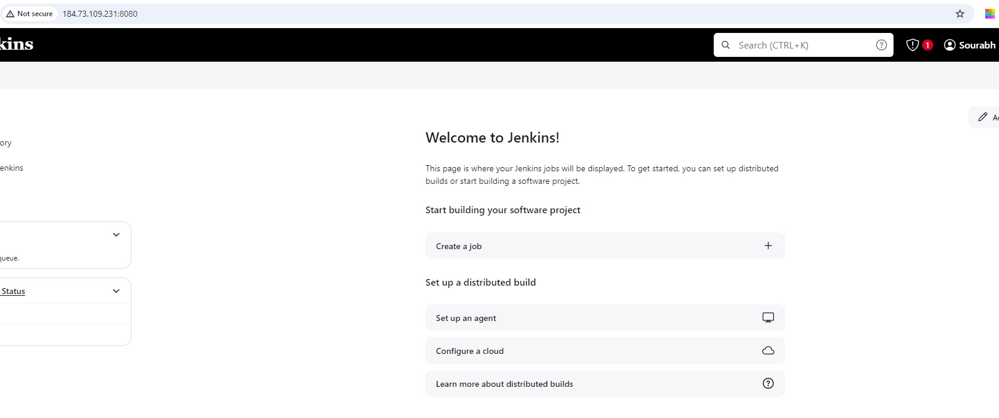 Not secure 184.73.109.231:8080
kins
Search (CTRL+K)
1
Sourabh
Welcome to Jenkins!
ory
enkins
This page is where your Jenkins jobs will be displayed. To get started, you can set up distributed
builds or start building a software project.
Start building your software project
Create a job
queue.
Set up a distributed build
Status
Set up an agent
Configure a cloud
Learn more about distributed builds